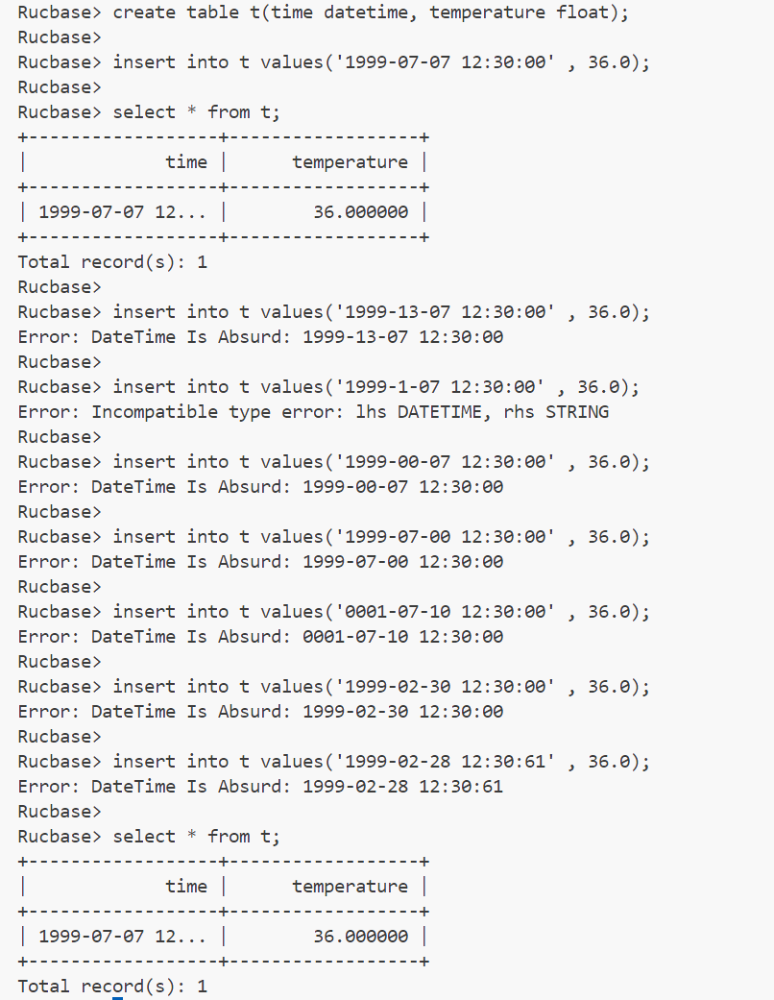 Rucbase> create table t(time datetime, temperature float);
Rucbase>
Rucbase> insert into t values('1999-07-07 12:30:00' , 36.0);
Rucbase>
Rucbase> select * from t;
+------------------+------------------+
|             time |      temperature |
+------------------+------------------+
| 1999-07-07 12... |        36.000000 |
+------------------+------------------+
Total record(s): 1
Rucbase>
Rucbase> insert into t values('1999-13-07 12:30:00' , 36.0);
Error: DateTime Is Absurd: 1999-13-07 12:30:00
Rucbase>
Rucbase> insert into t values('1999-1-07 12:30:00' , 36.0);
Error: Incompatible type error: lhs DATETIME, rhs STRING
Rucbase>
Rucbase> insert into t values('1999-00-07 12:30:00' , 36.0);
Error: DateTime Is Absurd: 1999-00-07 12:30:00
Rucbase>
Rucbase> insert into t values('1999-07-00 12:30:00' , 36.0);
Error: DateTime Is Absurd: 1999-07-00 12:30:00
Rucbase>
Rucbase> insert into t values('0001-07-10 12:30:00' , 36.0);
Error: DateTime Is Absurd: 0001-07-10 12:30:00
Rucbase>
Rucbase> insert into t values('1999-02-30 12:30:00' , 36.0);
Error: DateTime Is Absurd: 1999-02-30 12:30:00
Rucbase>
Rucbase> insert into t values('1999-02-28 12:30:61' , 36.0);
Error: DateTime Is Absurd: 1999-02-28 12:30:61
Rucbase>
Rucbase> select * from t;
+------------------+------------------+
|             time |      temperature |
+------------------+------------------+
| 1999-07-07 12... |        36.000000 |
+------------------+------------------+
Total record(s): 1